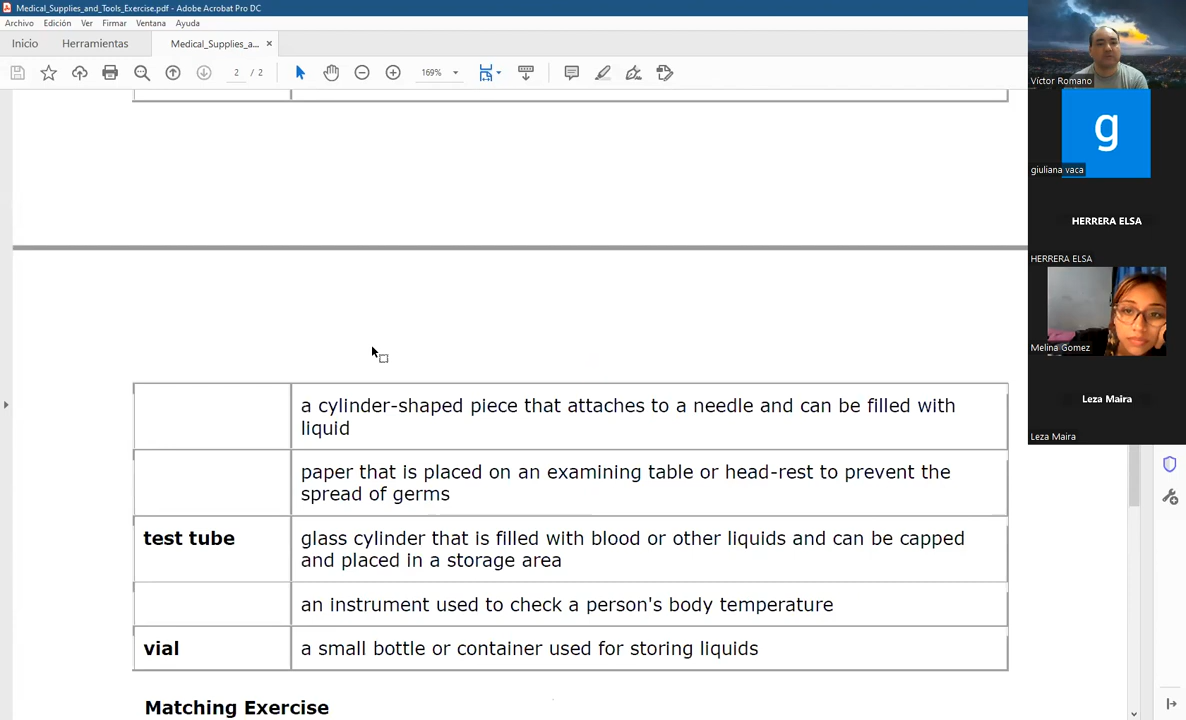 Medical_Supplies_and_Tools_Exercise.pdf - Adobe Acrobat Pro DC
Archivo Edición Ver Firmar Ventana Ayuda
Inicio Herramientas Medical_Supplies_a... ×
2 / 2 169%
a cylinder-shaped piece that attaches to a needle and can be filled with
liquid
paper that is placed on an examining table or head-rest to prevent the
spread of germs
test tube glass cylinder that is filled with blood or other liquids and can be capped
and placed in a storage area
an instrument used to check a person's body temperature
vial a small bottle or container used for storing liquids
Matching Exercise
Víctor Romano
g
giuliana vaca
HERRERA ELSA
HERRERA ELSA
Melina Gomez
Leza Maira
Leza Maira